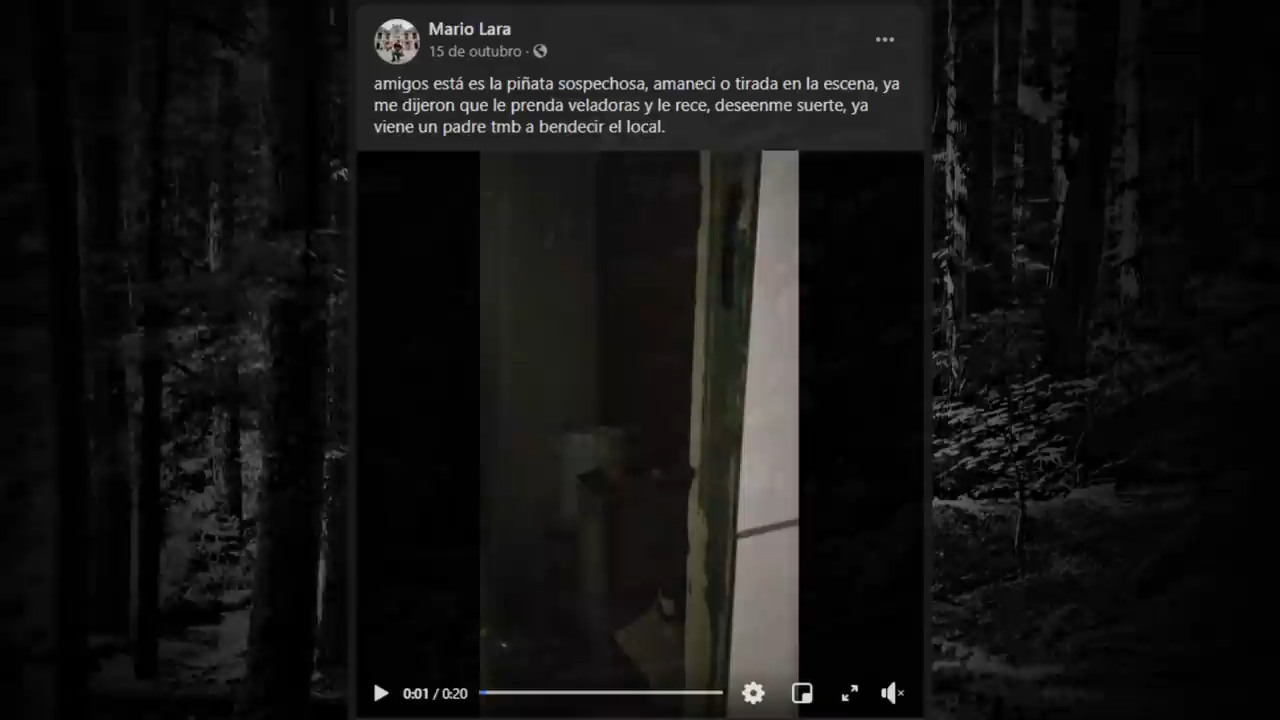 Mario Lara
15 de outubro ·
amigos está es la piñata sospechosa, amaneci o tirada en la escena, ya
me dijeron que le prenda veladoras y le rece, deseenme suerte, ya
viene un padre tmb a bendecir el local.
0:01 / 0:20